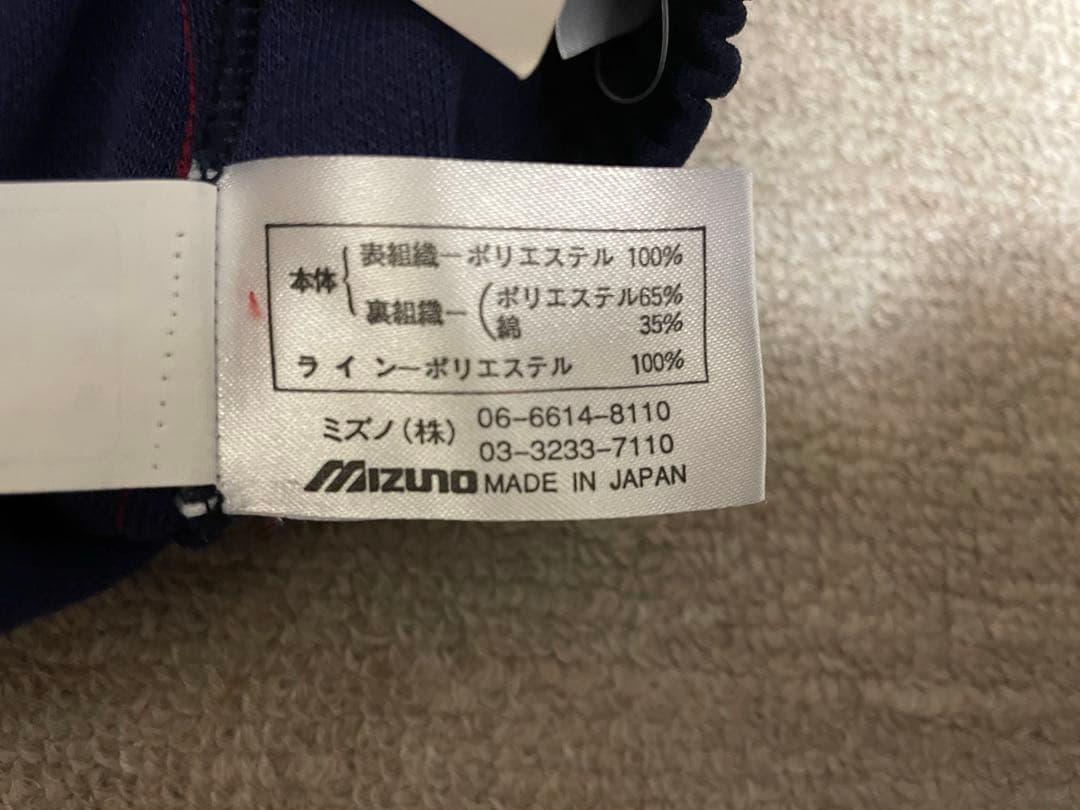 本体 表組織ーポリエステル 100%
裏組織ー ポリエステル65%
綿 35%
ラインーポリエステル 100%
ミズノ(株) 06-6614-8110
03-3233-7110
MIZUNO MADE IN JAPAN